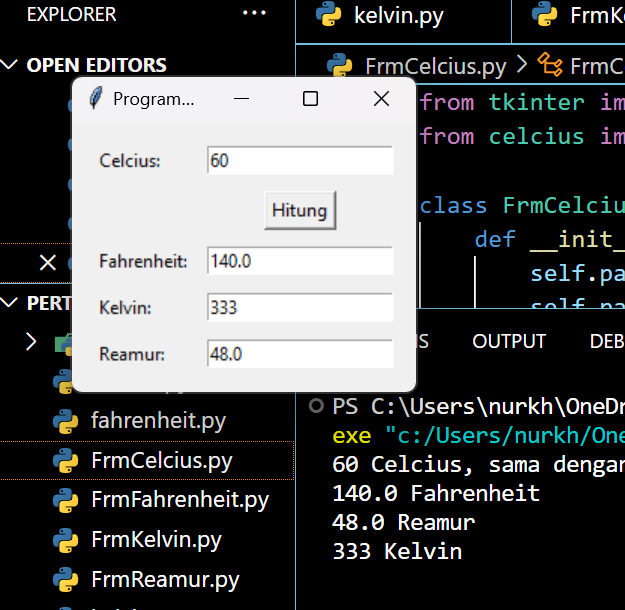 EXPLORER
...
OPEN EDITORS
kelvin.py
FrmCelcius.py > FrmC
Program...
from tkinter im
from celcius im
class FrmCelciu
def __init_
self.pa
Celcius:
60
Hitung
Fahrenheit:
140.0
Kelvin:
333
Reamur:
48.0
PERT
fahrenheit.py
FrmCelcius.py
FrmFahrenheit.py
FrmKelvin.py
FrmReamur.py
OUTPUT
DEB
PS C:\Users\nurkh\OneDr
exe "c:/Users/nurkh/One
60 Celcius, sama dengan
140.0 Fahrenheit
48.0 Reamur
333 Kelvin